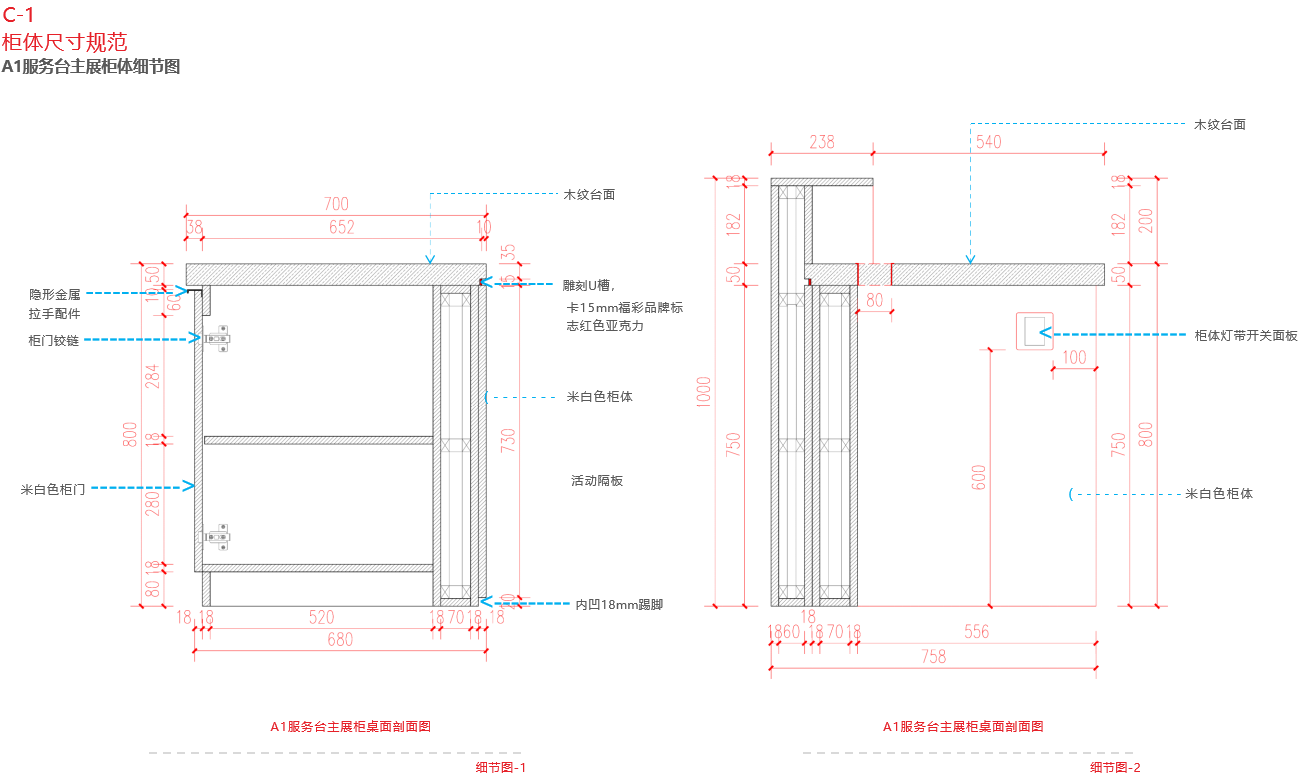 C-1
柜体尺寸规范
A1服务台主展柜体细节图
木纹台面
238
540
18
182
50
750
1000
18
182
50
750
200
800
80
柜体灯带开关面板
100
600
米白色柜体
18
18 60 18 70 18
556
758
A1服务台主展柜桌面剖面图
细节图-2
木纹台面
700
38
652
10
35
15
730
20
雕刻U槽，
卡15mm福彩品牌标
志红色亚克力
隐形金属
拉手配件
柜门铰链
米白色柜体
活动隔板
米白色柜门
内凹18mm踢脚
50
10
60
284
18
280
18
80
800
18 18
520
18 70 18 18
680
A1服务台主展柜桌面剖面图
细节图-1